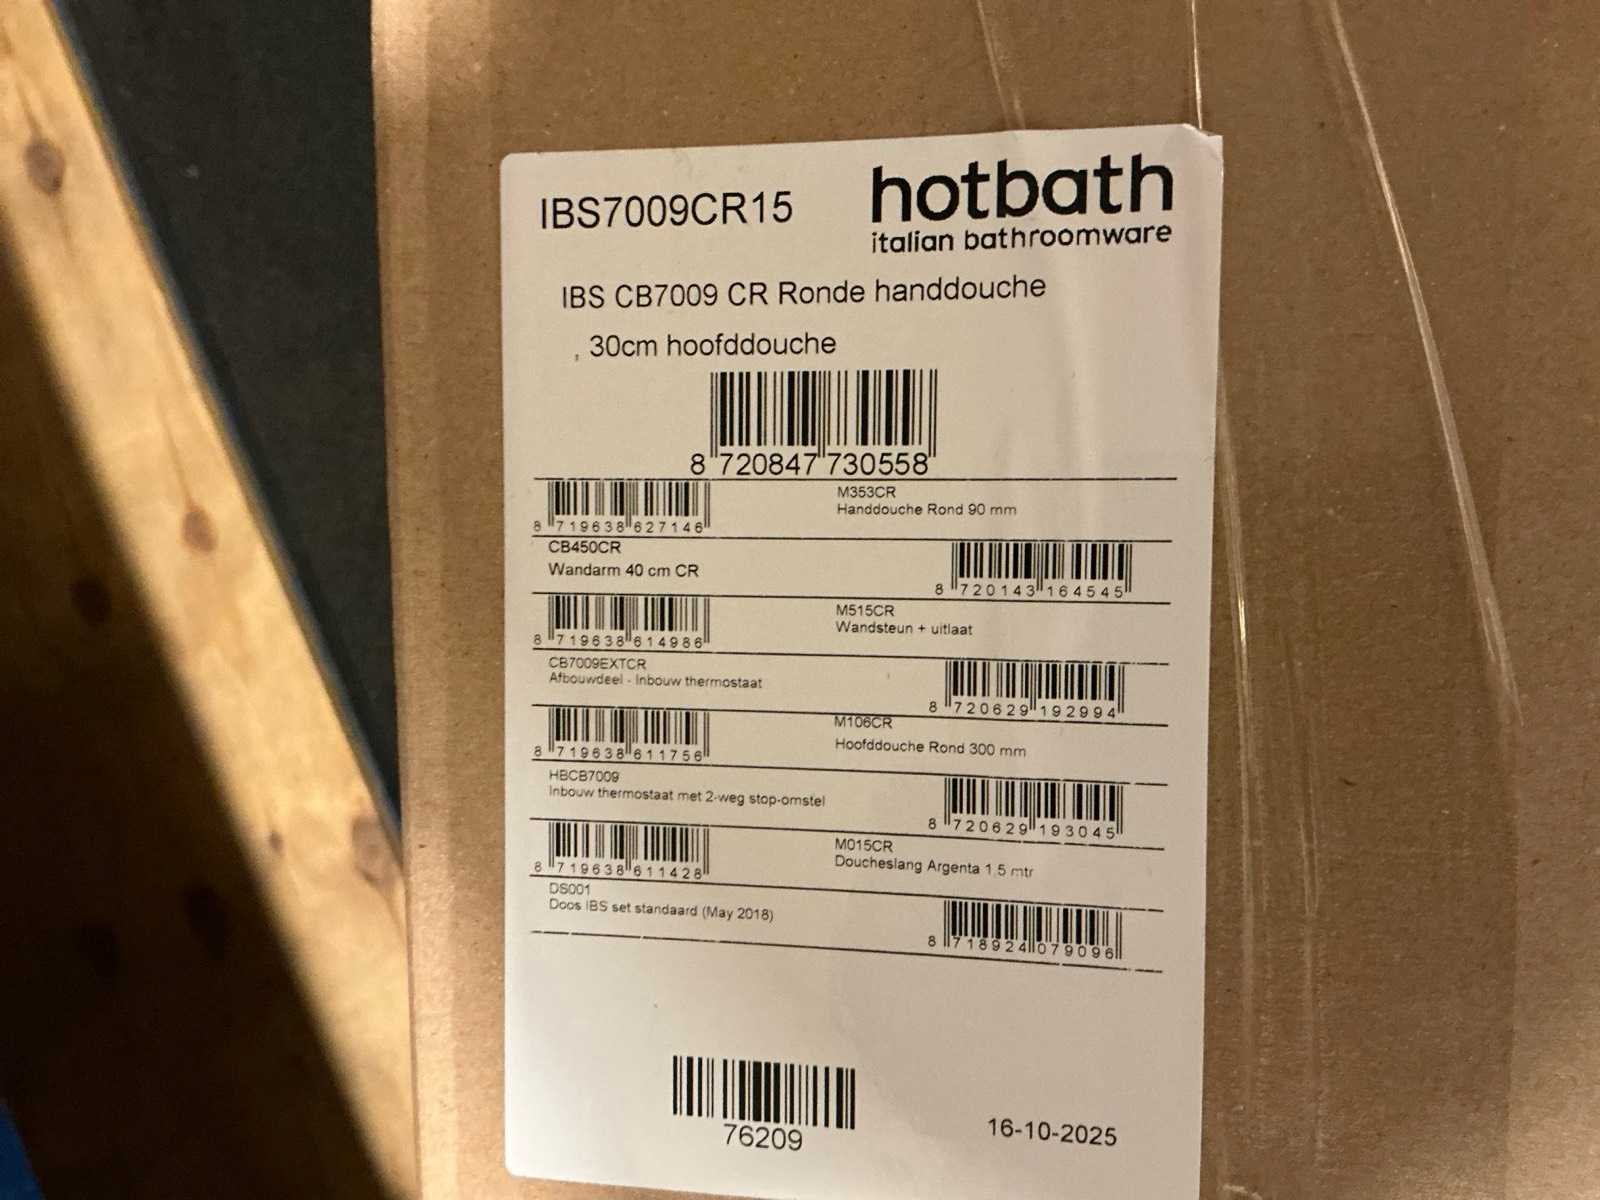 IBS7009CR15
hotbath
italian bathroomware
IBS CB7009 CR Ronde handdouche
, 30cm hoofddouche
8 720847 730558
8 719638 627146
M353CR
Handdouche Rond 90 mm
CB450CR
Wandarm 40 cm CR
8 720143 164545
8 719638 614986
M515CR
Wandsteun + uitlaat
CB7009EXTCR
Afbouwdeel - Inbouw thermostaat
8 720629 192994
8 719638 611756
M106CR
Hoofddouche Rond 300 mm
HBCB7009
Inbouw thermostaat met 2-weg stop-omstel
8 720629 193045
8 719638 611428
M015CR
Doucheslang Argenta 1,5 mtr
DS001
Doos IBS set standaard (May 2018)
8 718924 079096
76209
16-10-2025